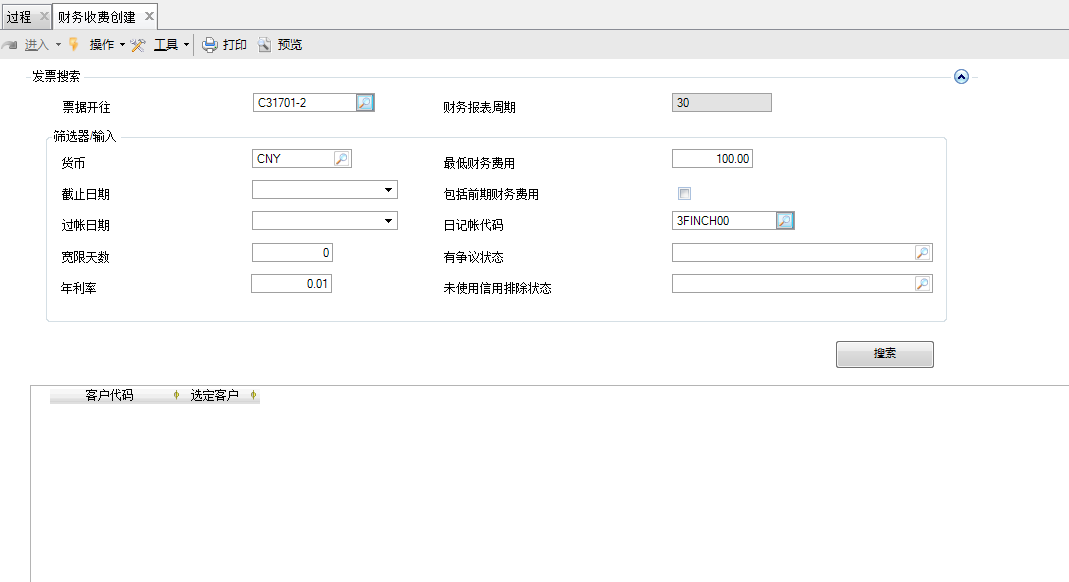 过程 财务收费创建
进入 操作 工具 打印 预览
发票搜索
票据开往 C31701-2 财务报表周期 30
筛选器/输入
货币 CNY 最低财务费用 100.00
截止日期 包括前期财务费用
过帐日期 日记帐代码 3FINCH00
宽限天数 0 有争议状态
年利率 0.01 未使用信用排除状态
搜索
客户代码 选定客户